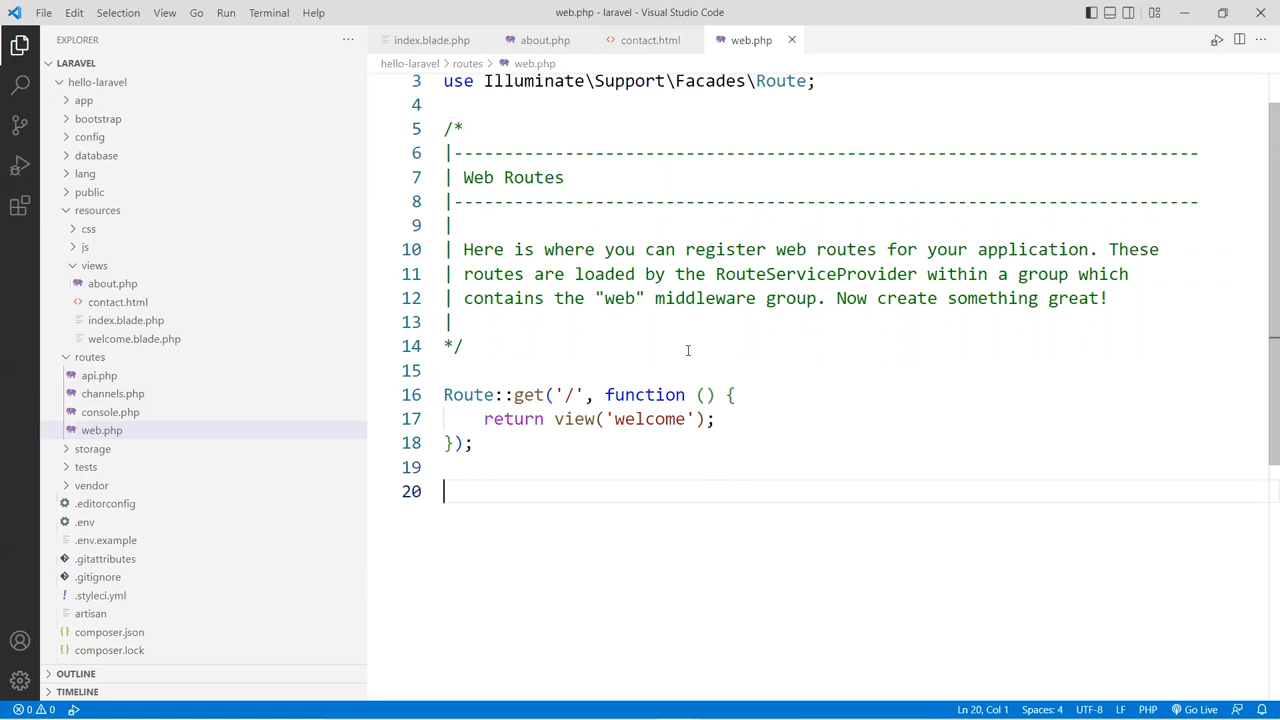 File Edit Selection View Go Run Terminal Help
web.php - laravel - Visual Studio Code
EXPLORER
LARAVEL
hello-laravel
app
bootstrap
config
database
lang
public
resources
css
js
views
about.php
contact.html
index.blade.php
welcome.blade.php
routes
api.php
channels.php
console.php
web.php
storage
tests
vendor
.editorconfig
.env
.env.example
.gitattributes
.gitignore
.styleci.yml
artisan
composer.json
composer.lock
OUTLINE
TIMELINE
index.blade.php about.php contact.html web.php
hello-laravel > routes > web.php
3 use Illuminate\Support\Facades\Route;
4
5 /*
6 |--------------------------------------------------------------------------
7 | Web Routes
8 |--------------------------------------------------------------------------
9 |
10 | Here is where you can register web routes for your application. These
11 | routes are loaded by the RouteServiceProvider within a group which
12 | contains the "web" middleware group. Now create something great!
13 |
14 */
15
16 Route::get('/', function () {
17 return view('welcome');
18 });
19
20
0 0
Ln 20, Col 1 Spaces: 4 UTF-8 LF PHP Go Live